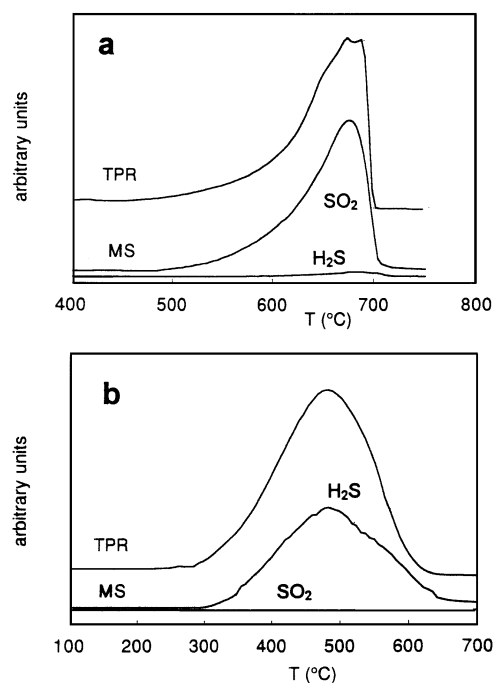 a
arbitrary units
TPR
SO₂
MS
H₂S
400 500 600 700 800
T (°C)
b
arbitrary units
H₂S
TPR
MS
SO₂
100 200 300 400 500 600 700
T (°C)